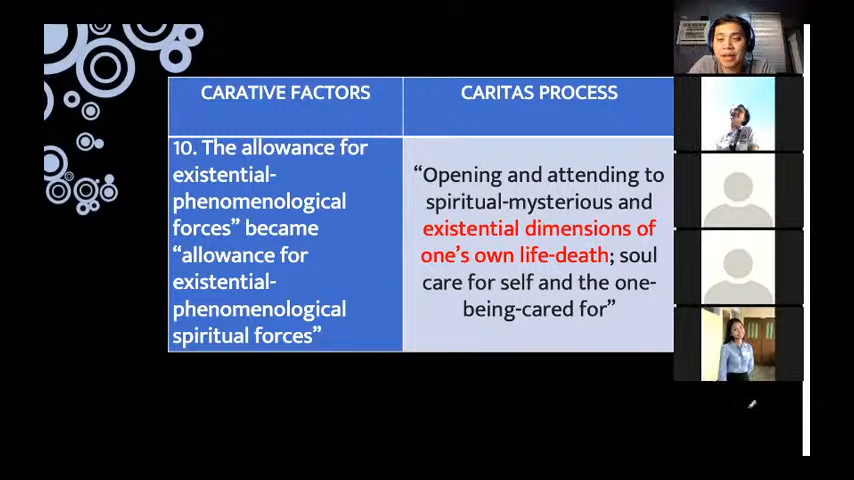 CARATIVE FACTORS
CARITAS PROCESS
10. The allowance for
existential-
phenomenological
forces” became
“allowance for
existential-
phenomenological
spiritual forces”
“Opening and attending to
spiritual-mysterious and
existential dimensions of
one’s own life-death; soul
care for self and the one-
being-cared for”